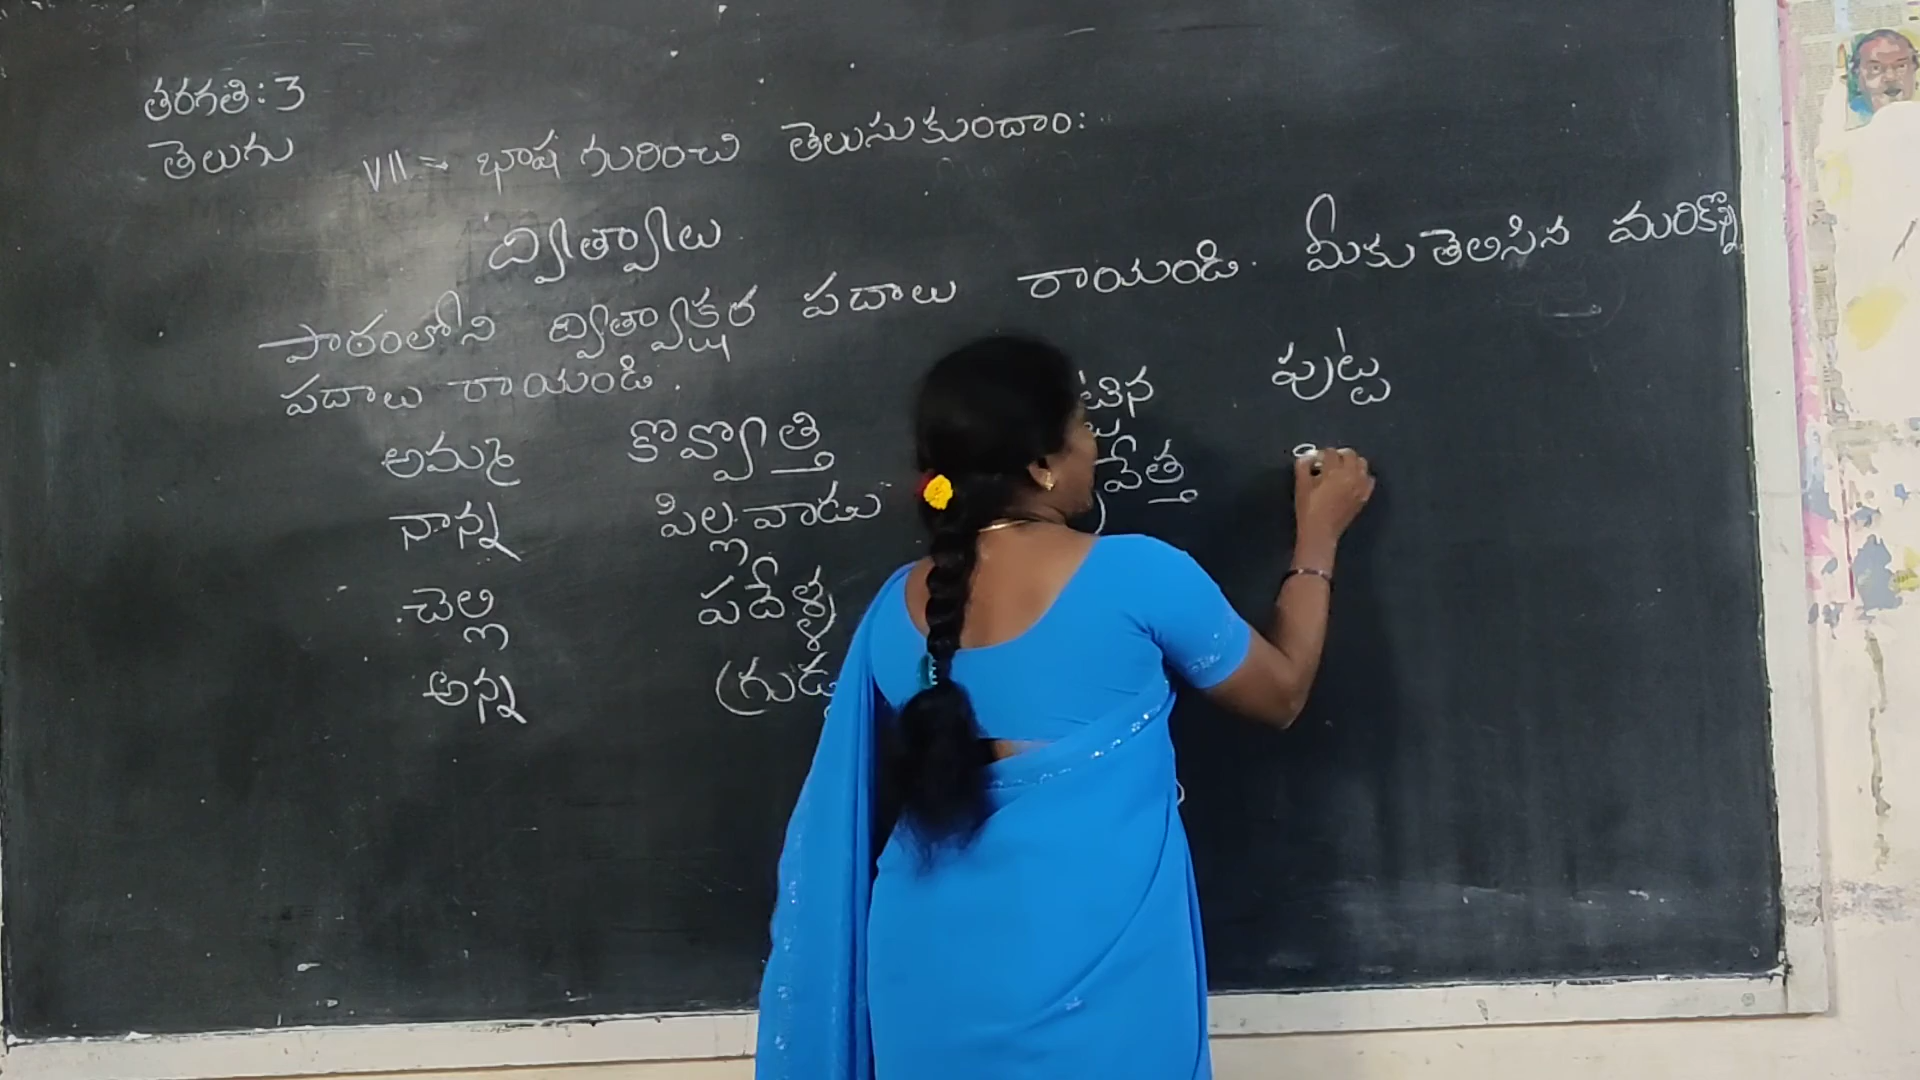 తరగతి: 3
తెలుగు
VII = భాష గురించి తెలుసుకుందాం:
ద్విత్వాలు
పాఠంలోని ద్విత్వాక్షర పదాలు రాయండి. మీకు తెలిసిన మరికొన్ని
పదాలు రాయండి.
అమ్మ కొవ్వొత్తి పుట్ట
నాన్న పిల్లవాడు
చెల్లి పదేళ్ళ
అన్న